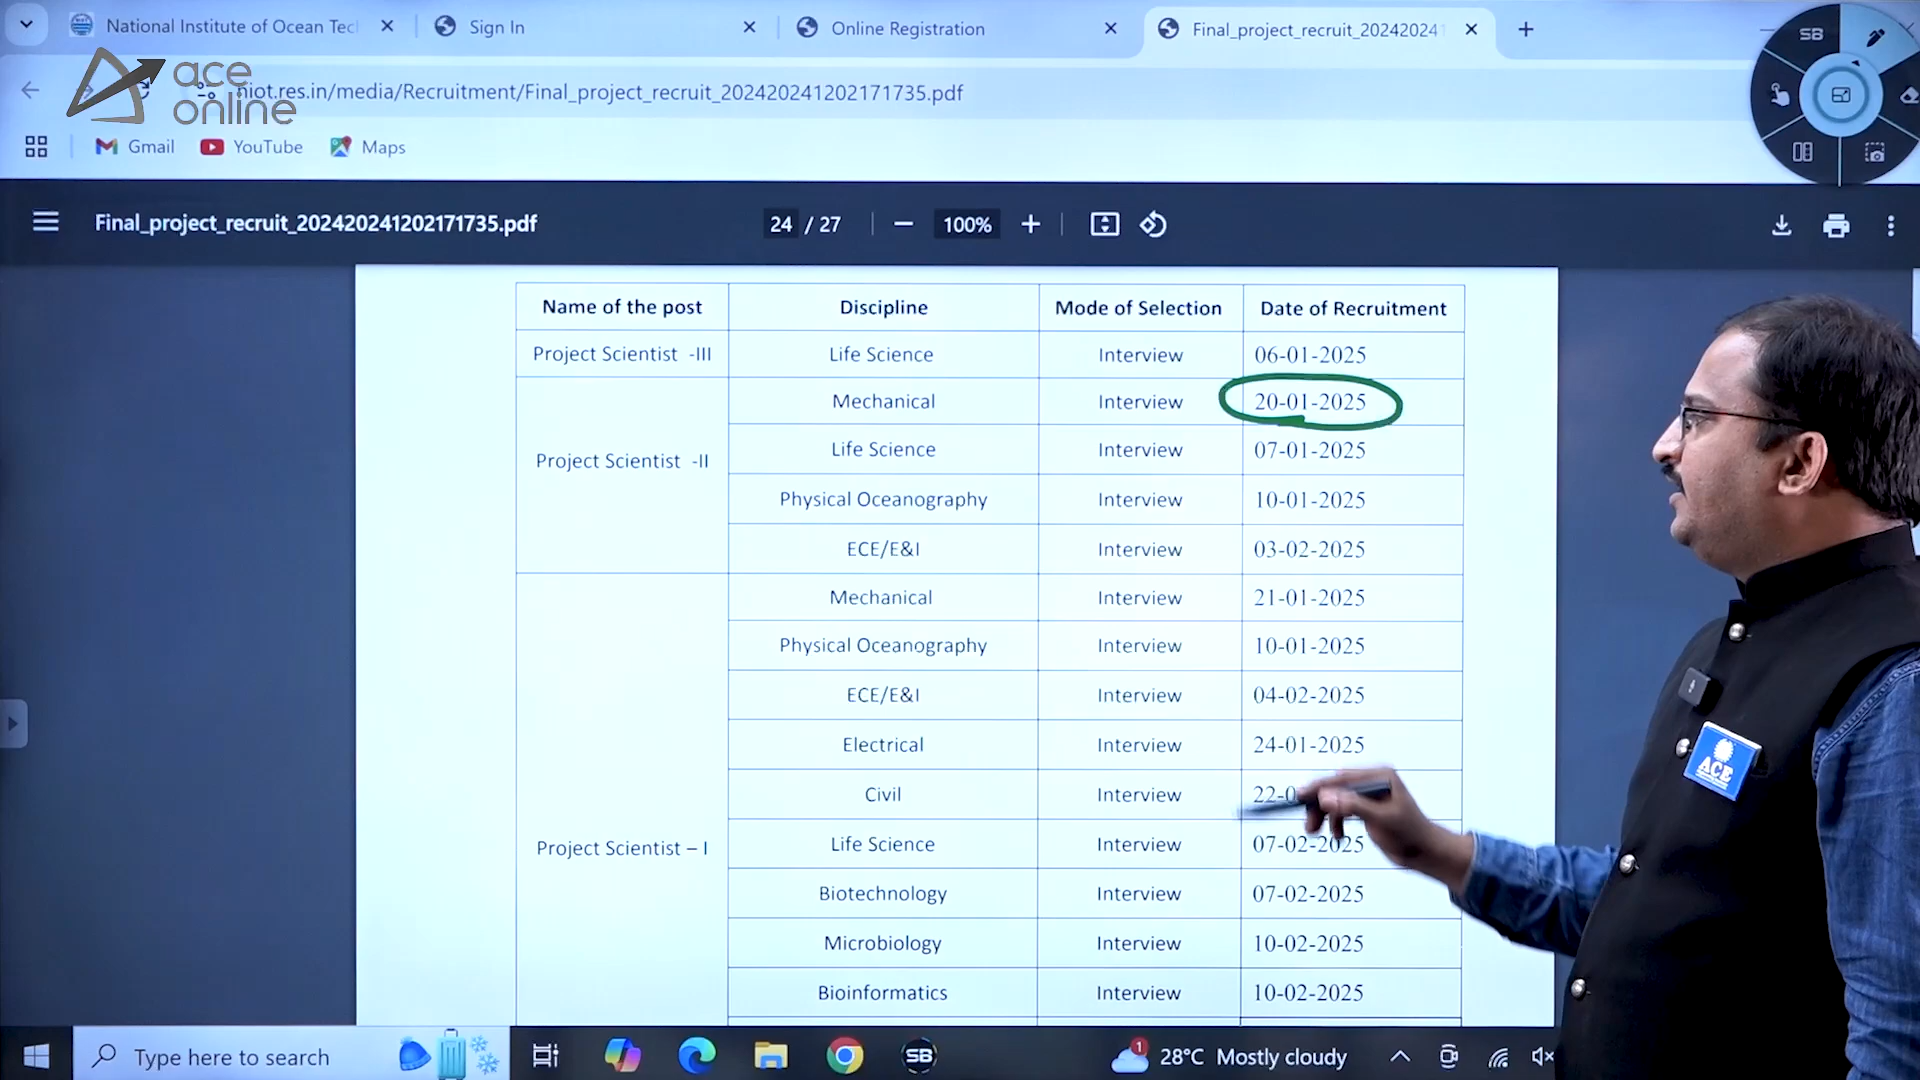 National Institute of Ocean Tec
Sign In
Online Registration
Final_project_recruit_20242024
SB
ace
online
niot.res.in/media/Recruitment/Final_project_recruit_202420241202171735.pdf
Gmail
YouTube
Maps
Final_project_recruit_202420241202171735.pdf
24 / 27
100%
Name of the post Discipline Mode of Selection Date of Recruitment
Project Scientist -III Life Science Interview 06-01-2025
Mechanical Interview 20-01-2025
Life Science Interview 07-01-2025
Project Scientist -II
Physical Oceanography Interview 10-01-2025
ECE/E&I Interview 03-02-2025
Mechanical Interview 21-01-2025
Physical Oceanography Interview 10-01-2025
ECE/E&I Interview 04-02-2025
Electrical Interview 24-01-2025
Civil Interview 22-0
Project Scientist – I Life Science Interview 07-02-2025
Biotechnology Interview 07-02-2025
Microbiology Interview 10-02-2025
Bioinformatics Interview 10-02-2025
ACE
Type here to search
SB
1
28°C Mostly cloudy